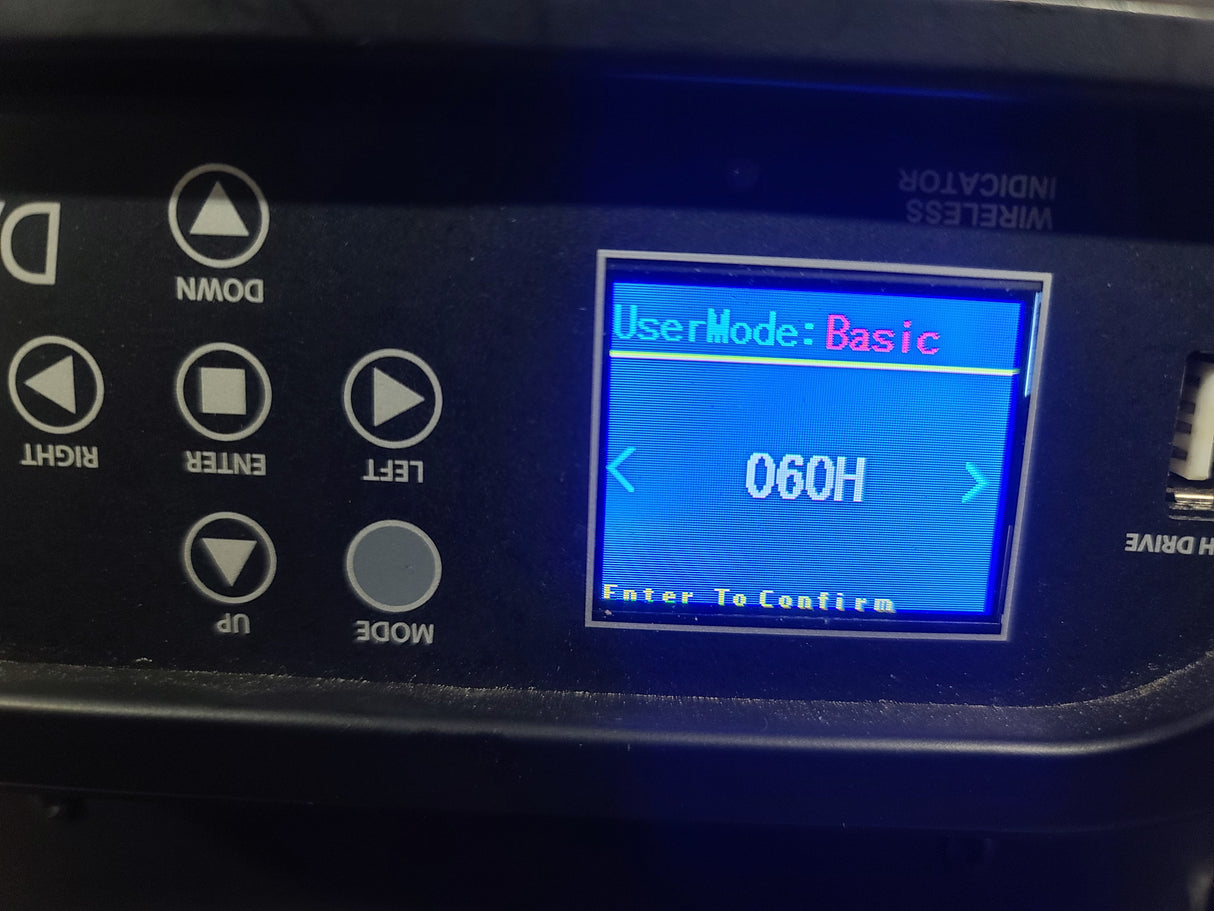 WIRELESS
INDICATOR
UserMode:Basic
< 060H >
Enter To Confirm
DOWN
RIGHT
ENTER
LEFT
UP
MODE
H DRIVE